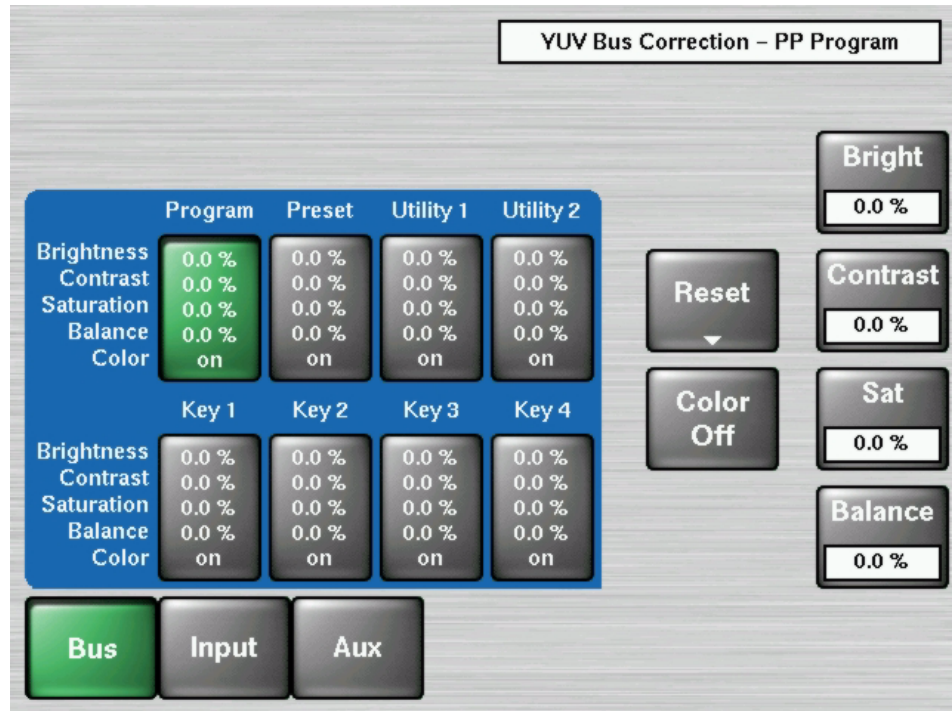 YUV Bus Correction – PP Program
Bright
0.0 %
Program Preset Utility 1 Utility 2
Brightness 0.0 % 0.0 % 0.0 % 0.0 %
Contrast 0.0 % 0.0 % 0.0 % 0.0 %
Saturation 0.0 % 0.0 % 0.0 % 0.0 %
Balance 0.0 % 0.0 % 0.0 % 0.0 %
Color on on on on
Reset
Contrast
0.0 %
Key 1 Key 2 Key 3 Key 4
Brightness 0.0 % 0.0 % 0.0 % 0.0 %
Contrast 0.0 % 0.0 % 0.0 % 0.0 %
Saturation 0.0 % 0.0 % 0.0 % 0.0 %
Balance 0.0 % 0.0 % 0.0 % 0.0 %
Color on on on on
Color
Off
Sat
0.0 %
Balance
0.0 %
Bus Input Aux